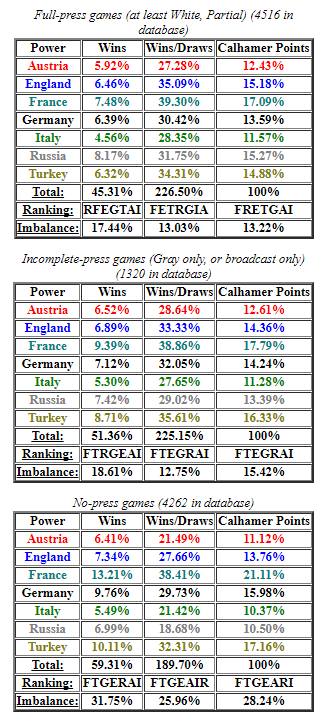 Full-press games (at least White, Partial) (4516 in
database)
Power Wins Wins/Draws Calhamer Points
Austria 5.92% 27.28% 12.43%
England 6.46% 35.09% 15.18%
France 7.48% 39.30% 17.09%
Germany 6.39% 30.42% 13.59%
Italy 4.56% 28.35% 11.57%
Russia 8.17% 31.75% 15.27%
Turkey 6.32% 34.31% 14.88%
Total: 45.31% 226.50% 100%
Ranking: RFEGTAI FETRGIA FRETGAI
Imbalance: 17.44% 13.03% 13.22%
Incomplete-press games (Gray only, or broadcast only)
(1320 in database)
Power Wins Wins/Draws Calhamer Points
Austria 6.52% 28.64% 12.61%
England 6.89% 33.33% 14.36%
France 9.39% 38.86% 17.79%
Germany 7.12% 32.05% 14.24%
Italy 5.30% 27.65% 11.28%
Russia 7.42% 29.02% 13.39%
Turkey 8.71% 35.61% 16.33%
Total: 51.36% 225.15% 100%
Ranking: FTRGEAI FTEGRAI FTEGRAI
Imbalance: 18.61% 12.75% 15.42%
No-press games (4262 in database)
Power Wins Wins/Draws Calhamer Points
Austria 6.41% 21.49% 11.12%
England 7.34% 27.66% 13.76%
France 13.21% 38.41% 21.11%
Germany 9.76% 29.73% 15.98%
Italy 5.49% 21.42% 10.37%
Russia 6.99% 18.68% 10.50%
Turkey 10.11% 32.31% 17.16%
Total: 59.31% 189.70% 100%
Ranking: FTGERAI FTGEAIR FTGEARI
Imbalance: 31.75% 25.96% 28.24%